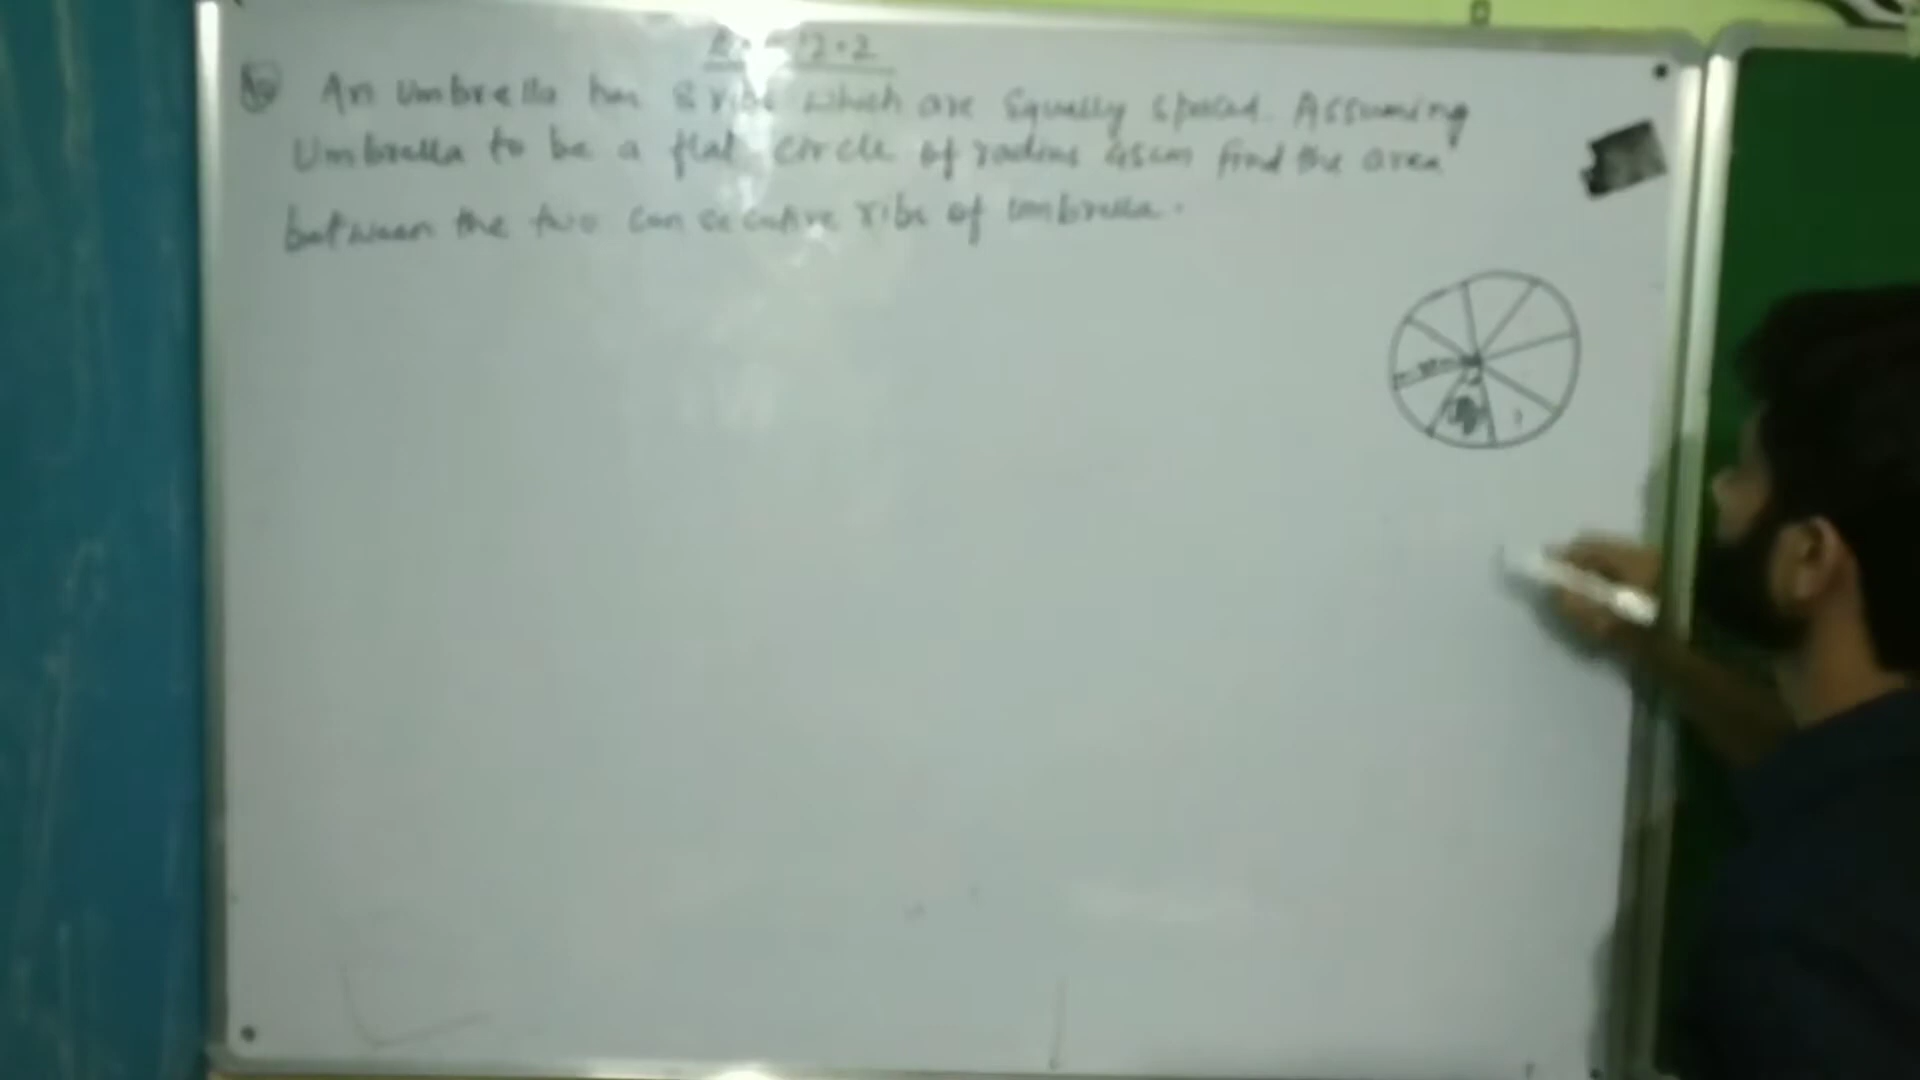 12.2
An Umbrella has 8 ribs which are Equally spaced. Assuming
Umbrella to be a flat circle of radius 45cm find the area
between the two consecutive ribs of umbrella.